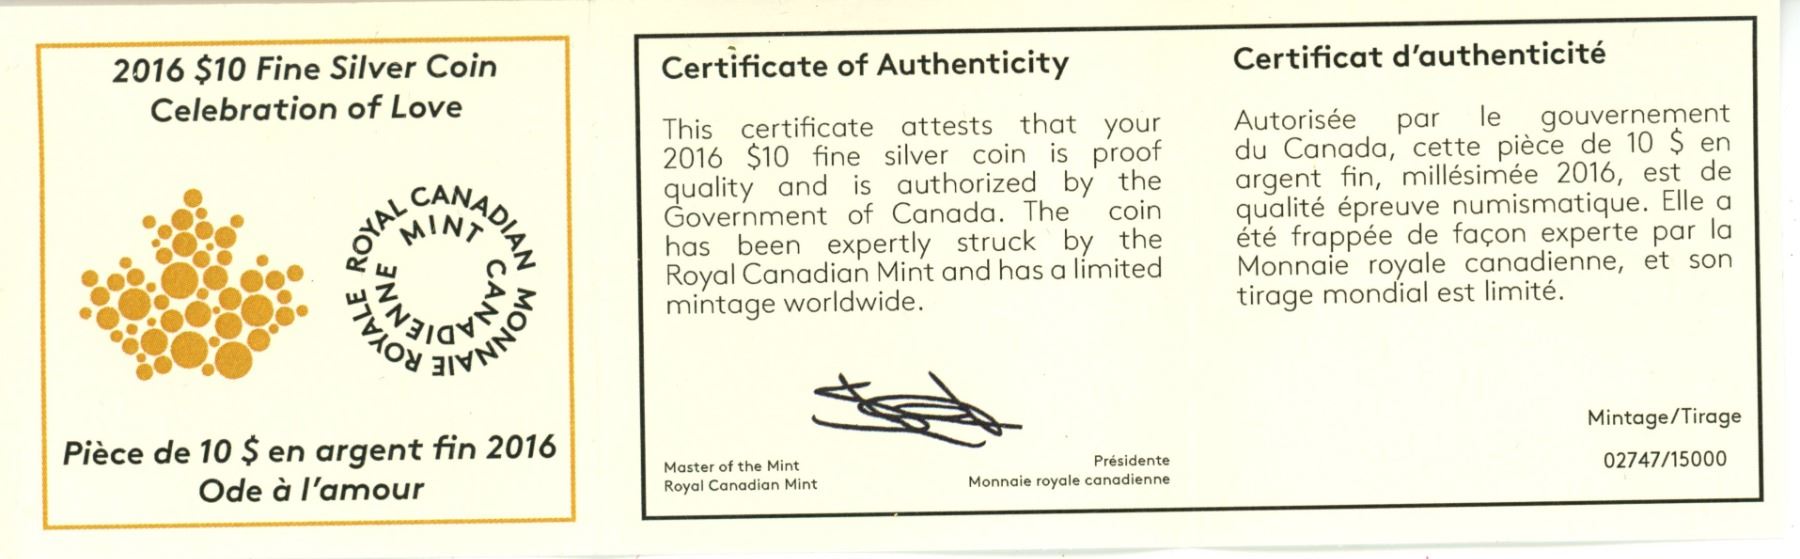 2016 $10 Fine Silver Coin
Celebration of Love
ROYAL CANADIAN MINT
MONNAIE ROYALE CANADIENNE
Pièce de 10 $ en argent fin 2016
Ode à l'amour
Certificate of Authenticity
This certificate attests that your
2016 $10 fine silver coin is proof
quality and is authorized by the
Government of Canada. The coin
has been expertly struck by the
Royal Canadian Mint and has a limited
mintage worldwide.
Master of the Mint
Royal Canadian Mint
Présidente
Monnaie royale canadienne
Certificat d'authenticité
Autorisée par le gouvernement
du Canada, cette pièce de 10 $ en
argent fin, millésimée 2016, est de
qualité épreuve numismatique. Elle a
été frappée de façon experte par la
Monnaie royale canadienne, et son
tirage mondial est limité.
Mintage/Tirage
02747/15000